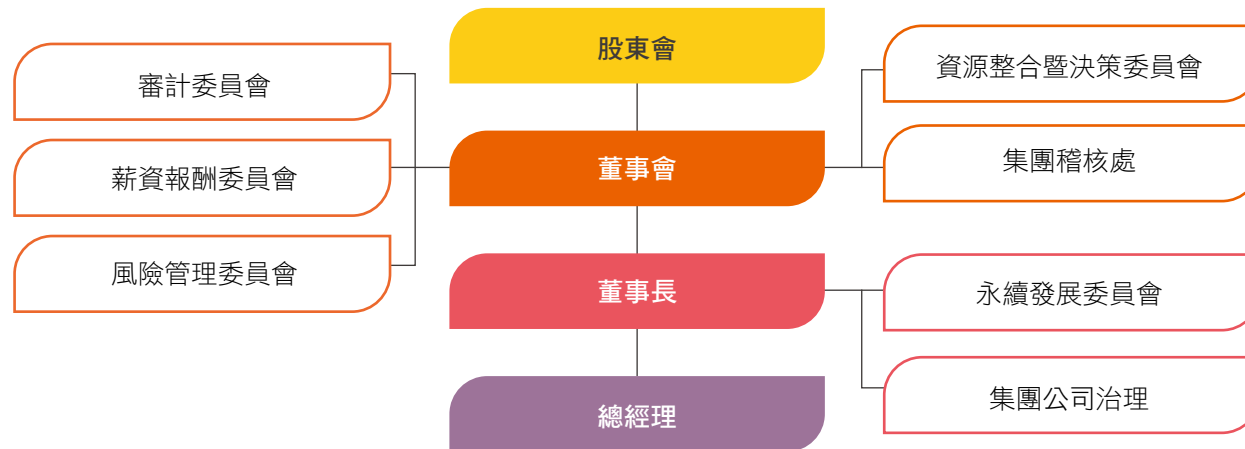 股東會
審計委員會
資源整合暨決策委員會
董事會
薪資報酬委員會
集團稽核處
風險管理委員會
董事長
永續發展委員會
集團公司治理
總經理